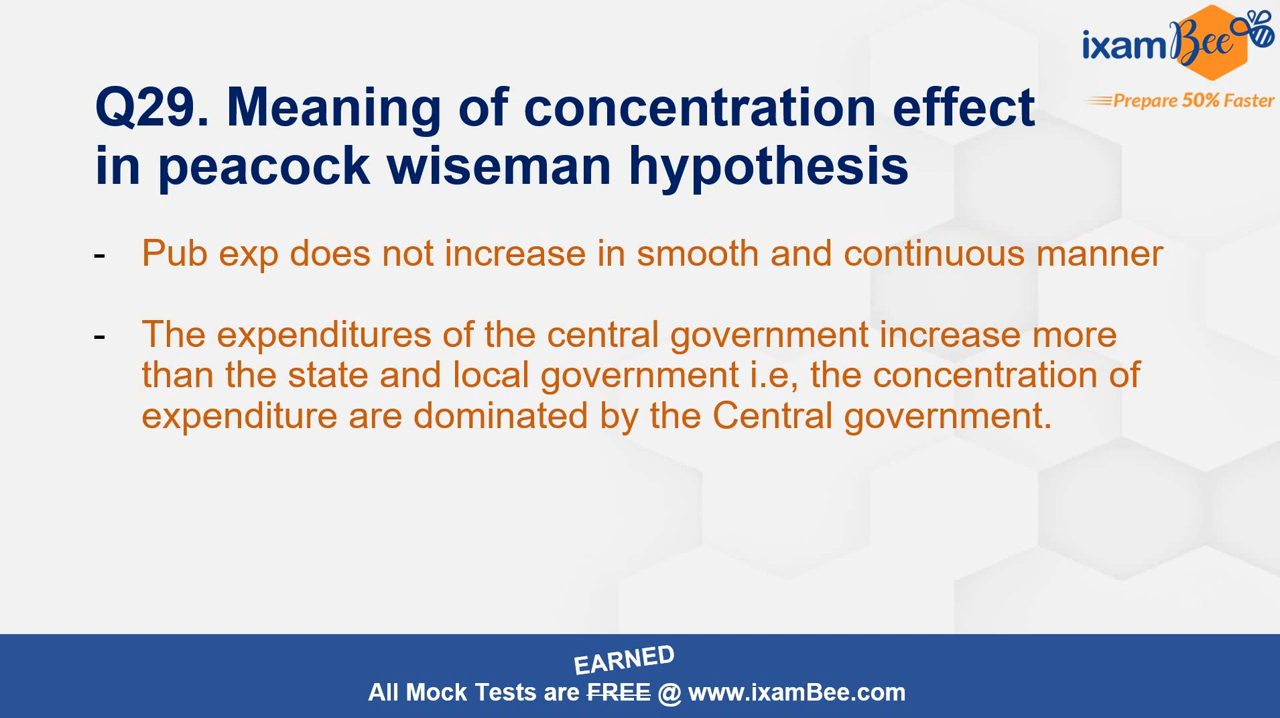 ixamBee
Prepare 50% Faster
Q29. Meaning of concentration effect
in peacock wiseman hypothesis
- Pub exp does not increase in smooth and continuous manner
- The expenditures of the central government increase more
than the state and local government i.e, the concentration of
expenditure are dominated by the Central government.
EARNED
All Mock Tests are FREE @ www.ixamBee.com